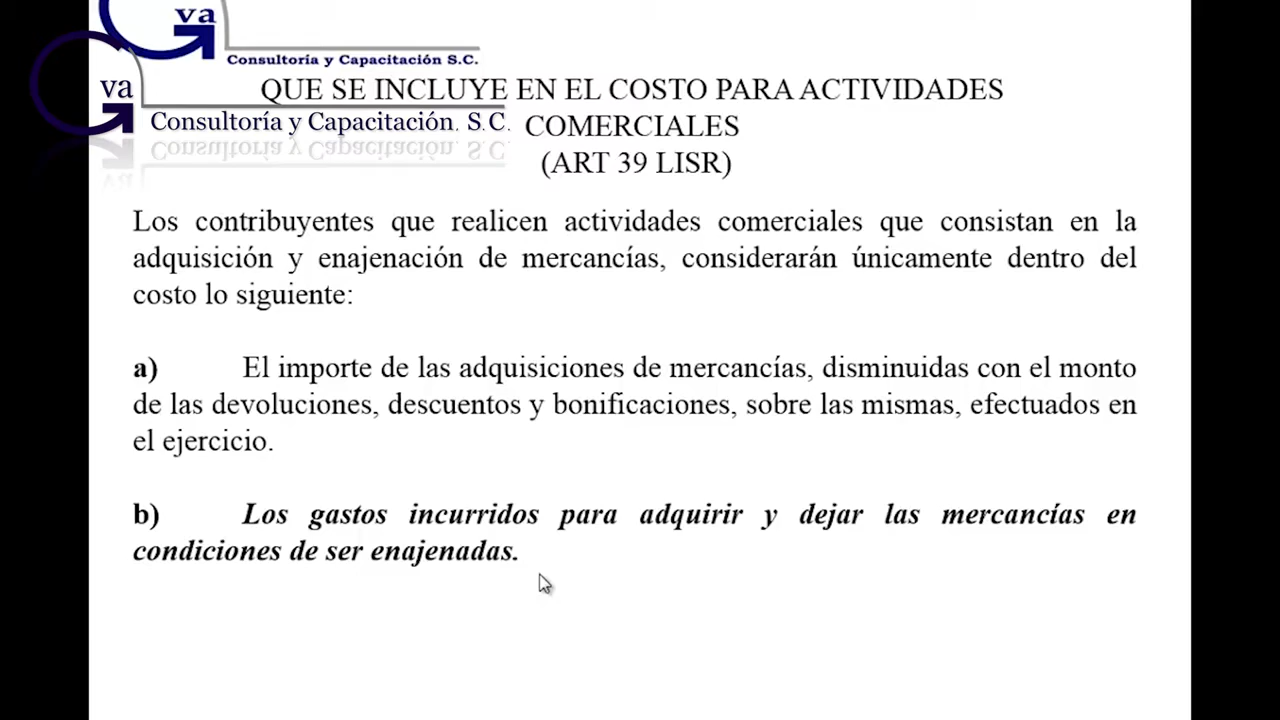 va
Consultoría y Capacitación S.C.
va
Consultoría y Capacitación. S.C.
QUE SE INCLUYE EN EL COSTO PARA ACTIVIDADES
COMERCIALES
(ART 39 LISR)
Los contribuyentes que realicen actividades comerciales que consistan en la
adquisición y enajenación de mercancías, considerarán únicamente dentro del
costo lo siguiente:
a) El importe de las adquisiciones de mercancías, disminuidas con el monto
de las devoluciones, descuentos y bonificaciones, sobre las mismas, efectuados en
el ejercicio.
b) Los gastos incurridos para adquirir y dejar las mercancías en
condiciones de ser enajenadas.